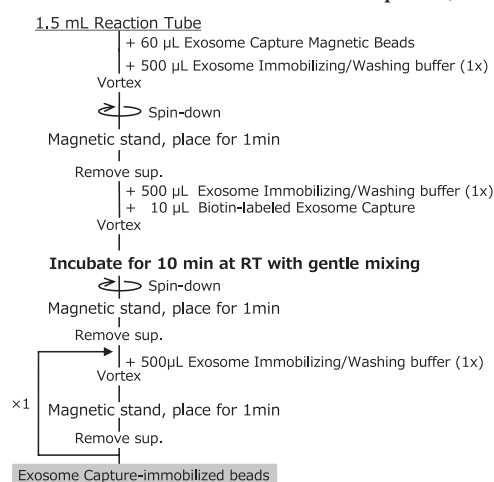 1.5 mL Reaction Tube
+ 60 µL Exosome Capture Magnetic Beads
+ 500 µL Exosome Immobilizing/Washing buffer (1x)
Vortex
Spin-down
Magnetic stand, place for 1min
Remove sup.
+ 500 µL Exosome Immobilizing/Washing buffer (1x)
+ 10 µL Biotin-labeled Exosome Capture
Vortex
Incubate for 10 min at RT with gentle mixing
Spin-down
Magnetic stand, place for 1min
Remove sup.
+ 500µL Exosome Immobilizing/Washing buffer (1x)
Vortex
×1
Magnetic stand, place for 1min
Remove sup.
Exosome Capture-immobilized beads